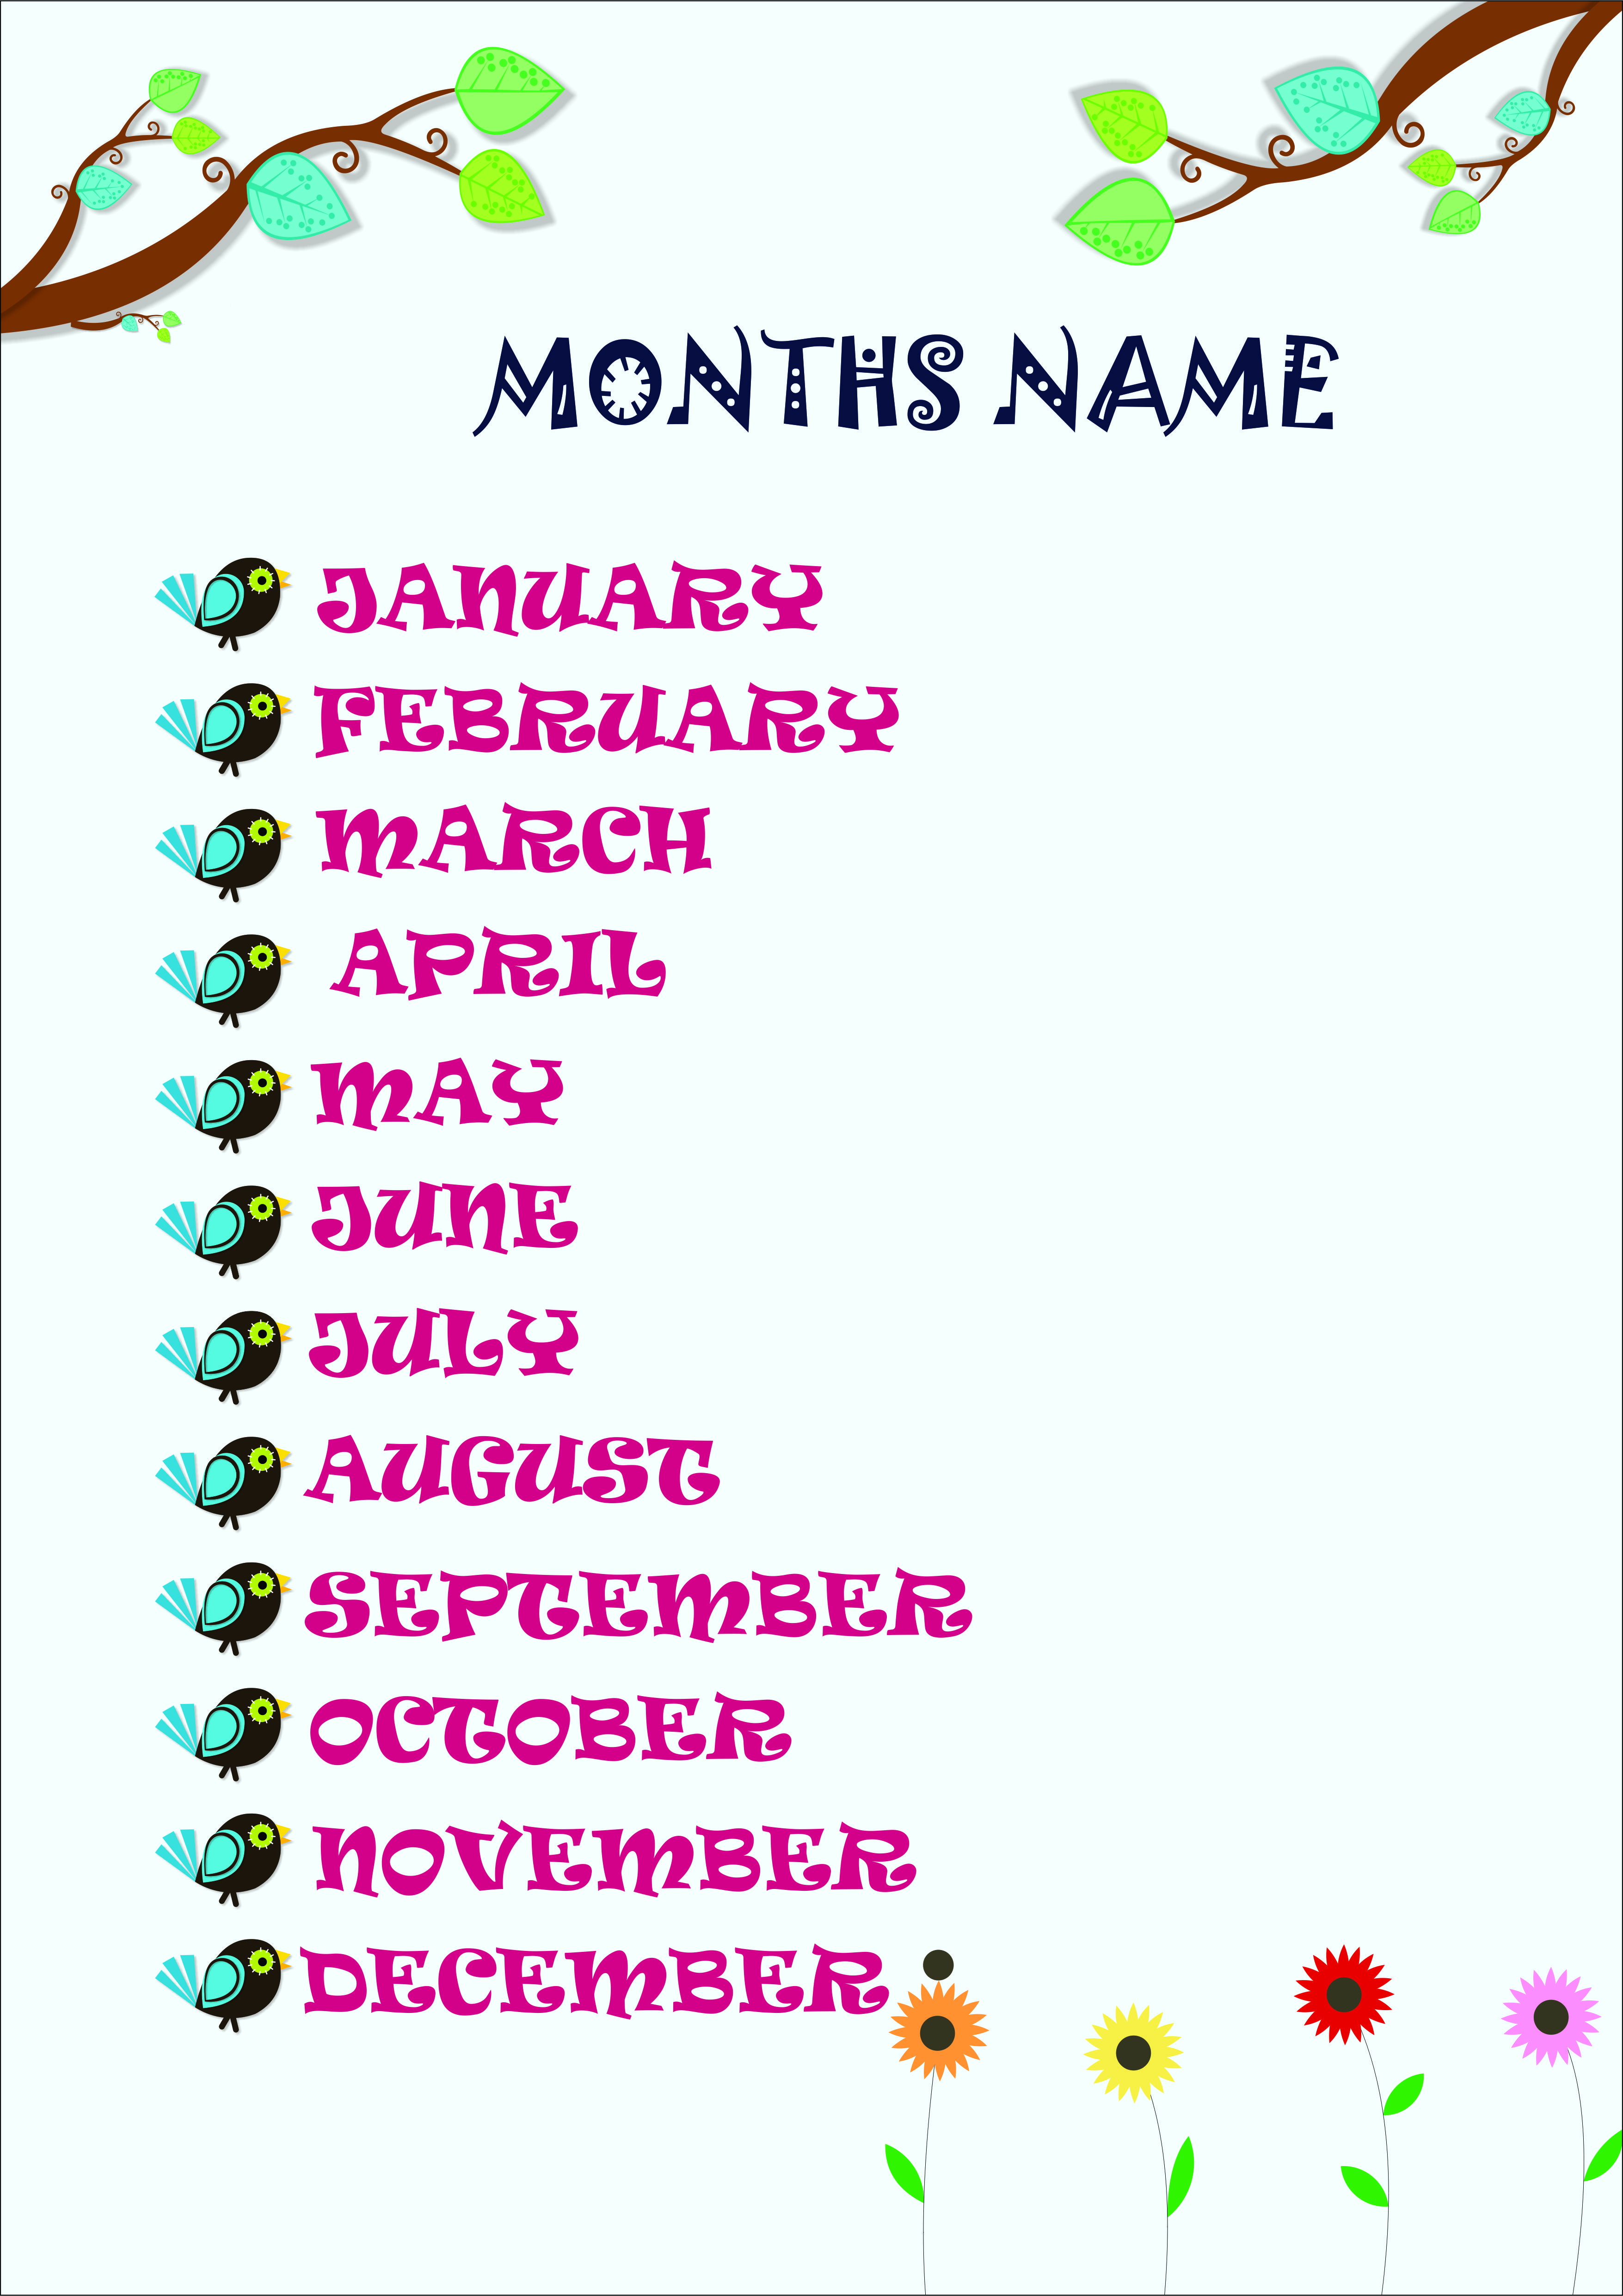 MONTHS NAME
JANUARY
FEBRUARY
MARCH
APRIL
MAY
JUNE
JULY
AUGUST
SEPTEMBER
OCTOBER
NOVEMBER
DECEMBER